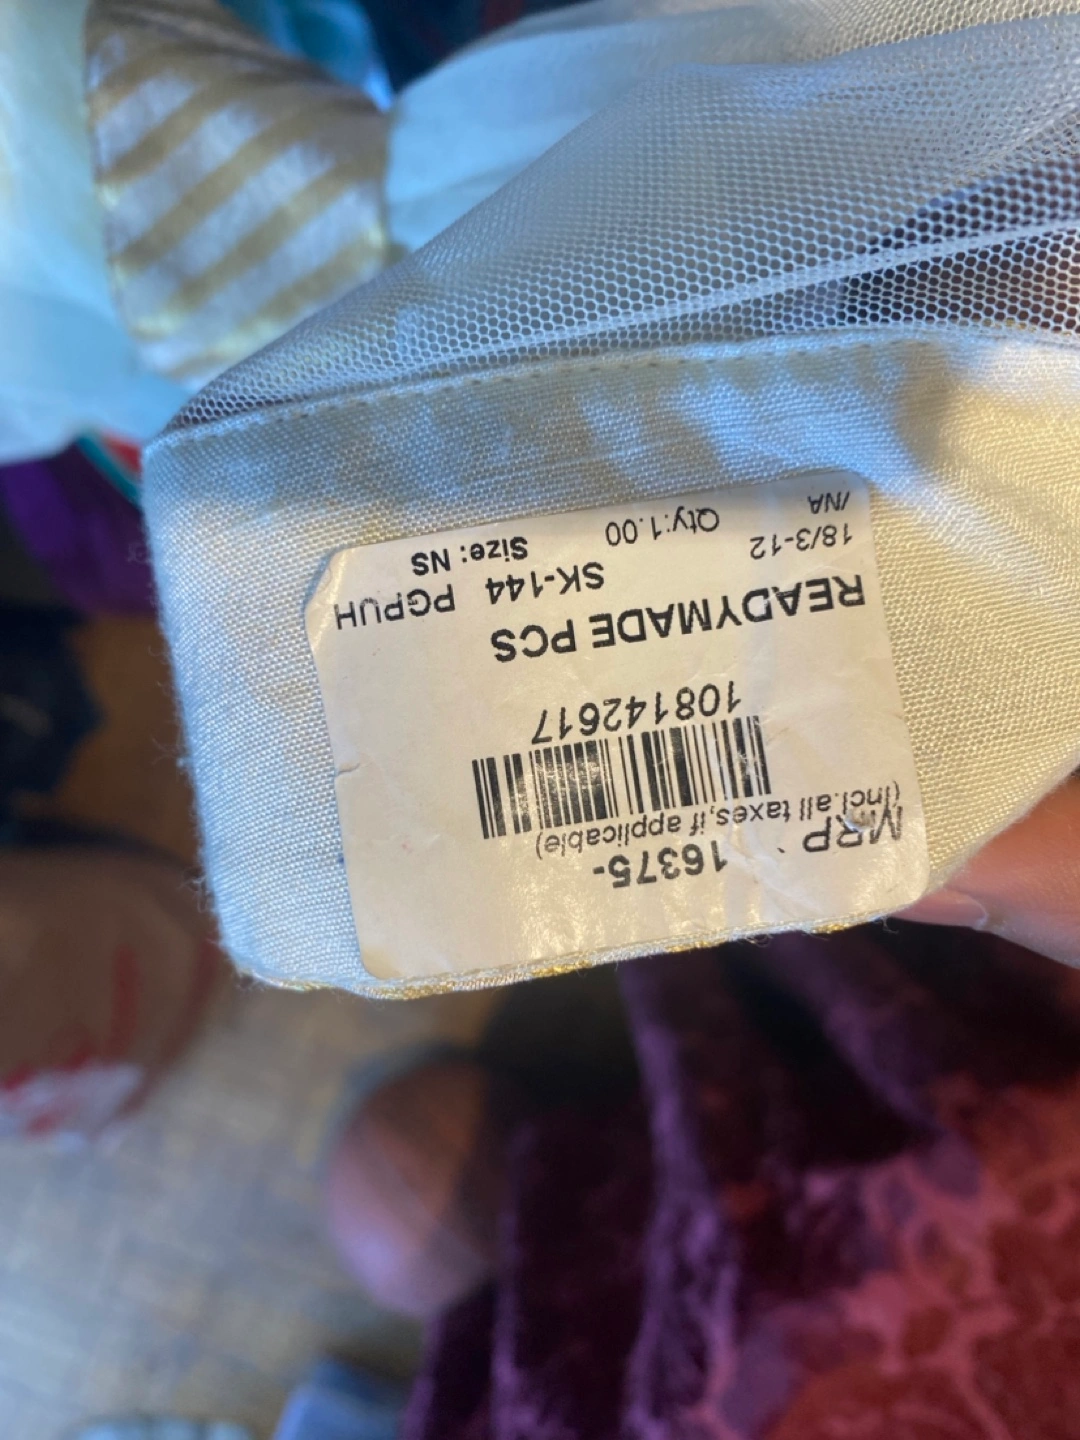 /NA
18/3-12 Qty:1.00 Size: NS
SK-144 PGPUH
READYMADE PCS
108142617
MRP 16375-
(incl.all taxes,if applicable)